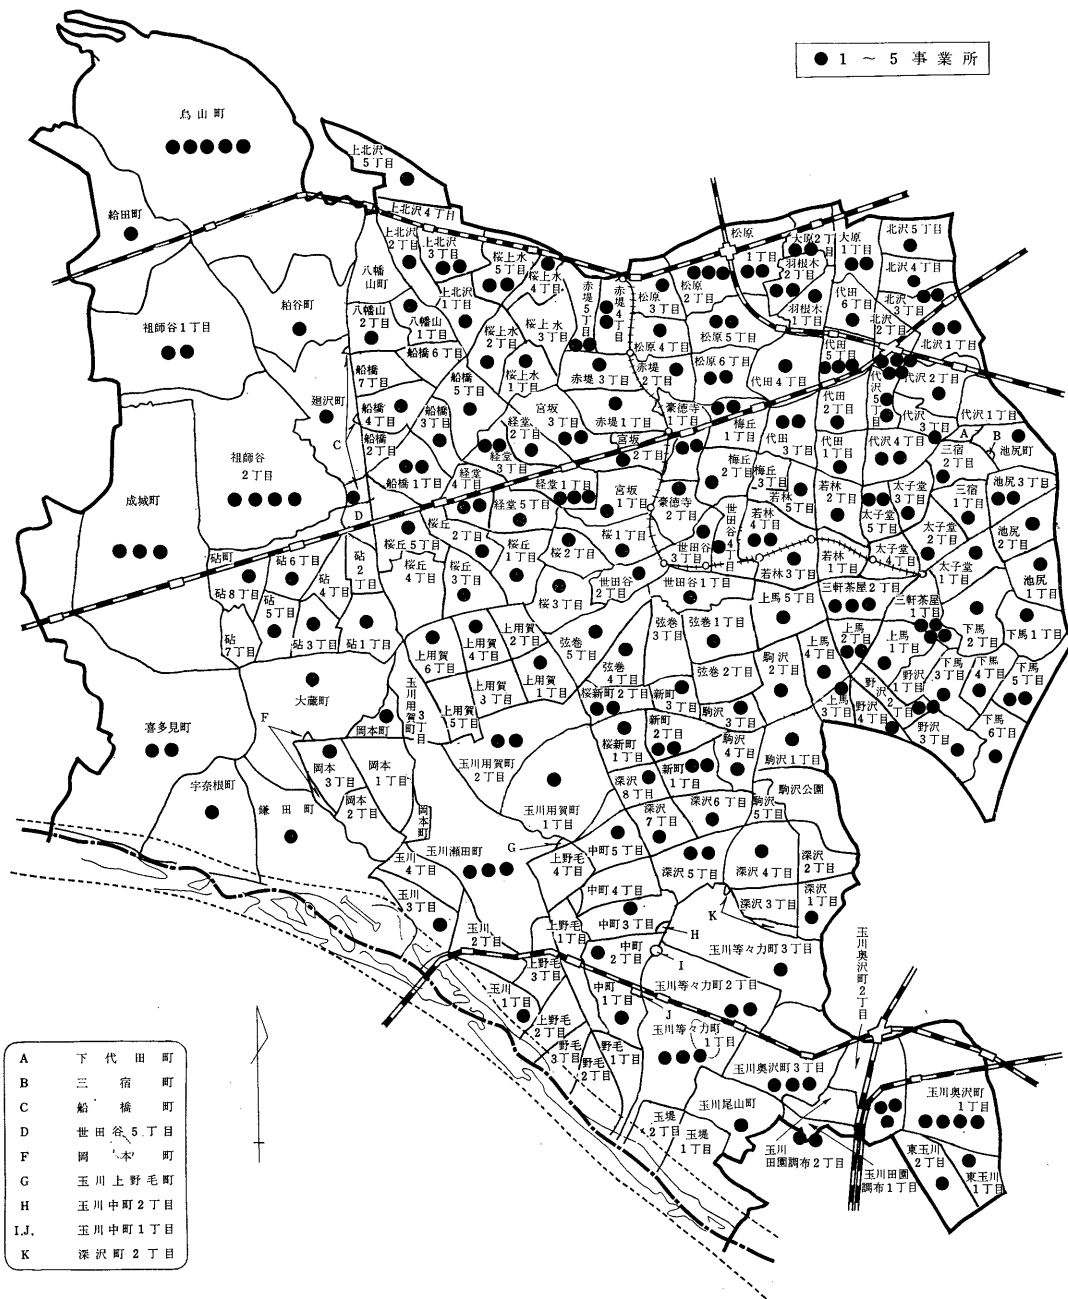 ●1～5事業所
烏山町
上北沢
5丁目
給田町
上北沢4丁目
上北沢
2丁目
上北沢
3丁目
桜上水
5丁目
桜上水
4丁目
八幡
山町
上北沢
1丁目
粕谷町
祖師谷1丁目
八幡山
2丁目
八幡山
1丁目
桜上水
2丁目
桜上水
3丁目
赤堤5丁目
赤堤4丁目
松原
3丁目
松原
2丁目
松原
1丁目
大原2丁目
大原
1丁目
北沢5丁目
羽根木
2丁目
北沢4丁目
羽根木
1丁目
代田
6丁目
北沢
3丁目
北沢
2丁目
北沢1丁目
松原5丁目
松原4丁目
松原6丁目
代田
5丁目
代田4丁目
船橋6丁目
船橋
7丁目
船橋
5丁目
桜上水
1丁目
赤堤3丁目
赤堤
2丁目
赤堤1丁目
代沢5丁目
代沢2丁目
代沢1丁目
代沢
3丁目
代沢4丁目
廻沢町
船橋
4丁目
船橋
3丁目
船橋
2丁目
船橋1丁目
宮坂
3丁目
経堂
2丁目
経堂
3丁目
経堂
4丁目
経堂1丁目
経堂5丁目
宮坂
2丁目
宮坂
1丁目
豪徳寺
1丁目
豪徳寺
2丁目
梅丘
1丁目
梅丘
2丁目
梅丘
3丁目
代田
3丁目
代田
2丁目
代田
1丁目
A
B
池尻町
三宿
2丁目
三宿
1丁目
池尻3丁目
池尻
2丁目
池尻
1丁目
祖師谷
2丁目
成城町
C
D
砧町
砧8丁目
砧6丁目
砧
5丁目
砧
4丁目
砧
2丁目
砧
7丁目
砧3丁目
砧1丁目
桜丘5丁目
桜丘
2丁目
桜丘
4丁目
桜丘
3丁目
桜丘
1丁目
桜2丁目
桜1丁目
桜3丁目
世田谷
2丁目
世田谷
3丁目
世田谷4丁目
世田谷1丁目
若林
5丁目
若林
4丁目
若林
2丁目
若林3丁目
若林
1丁目
太子堂
3丁目
太子堂
5丁目
太子堂
2丁目
太子堂
4丁目
太子堂
1丁目
三軒茶屋2丁目
三軒茶屋
1丁目
上馬5丁目
上馬
2丁目
上馬
1丁目
上馬
4丁目
上馬
3丁目
下馬
2丁目
下馬1丁目
下馬
3丁目
下馬
4丁目
下馬
5丁目
下馬
6丁目
野沢
1丁目
野沢
2丁目
野沢
4丁目
野沢
3丁目
弦巻
3丁目
弦巻1丁目
弦巻
5丁目
弦巻
4丁目
弦巻2丁目
駒沢
2丁目
駒沢
3丁目
駒沢
4丁目
駒沢1丁目
駒沢公園
駒沢
5丁目
上用賀
6丁目
上用賀
4丁目
上用賀
2丁目
上用賀
3丁目
上用賀
1丁目
上用賀
5丁目
玉川用賀町3丁目
玉川用賀町
2丁目
玉川用賀町
1丁目
桜新町2丁目
桜新町
1丁目
新町
3丁目
新町
2丁目
新町
1丁目
深沢
8丁目
深沢
7丁目
深沢6丁目
深沢5丁目
深沢4丁目
深沢
2丁目
深沢3丁目
深沢
1丁目
大蔵町
F
岡本町
喜多見町
岡本
3丁目
岡本
1丁目
岡本
2丁目
岡本町
宇奈根町
鎌田町
玉川
4丁目
玉川瀬田町
G
玉川
3丁目
玉川
2丁目
玉川
1丁目
上野毛
4丁目
上野毛
1丁目
上野毛
3丁目
上野毛
2丁目
中町5丁目
中町4丁目
中町3丁目
中町
2丁目
中町
1丁目
野毛
3丁目
野毛
2丁目
野毛
1丁目
K
H
I
J
玉川等々力町3丁目
玉川等々力町2丁目
玉川等々力町
1丁目
玉川奥沢町2丁目
玉川奥沢町3丁目
玉川奥沢町
1丁目
玉川尾山町
玉堤
2丁目
玉堤
1丁目
玉川
田園調布2丁目
玉川田園
調布1丁目
東玉川
2丁目
東玉川
1丁目
A 下代田町
B 三宿町
C 船橋町
D 世田谷5丁目
F 岡本町
G 玉川上野毛町
H 玉川中町2丁目
I.J. 玉川中町1丁目
K 深沢町2丁目